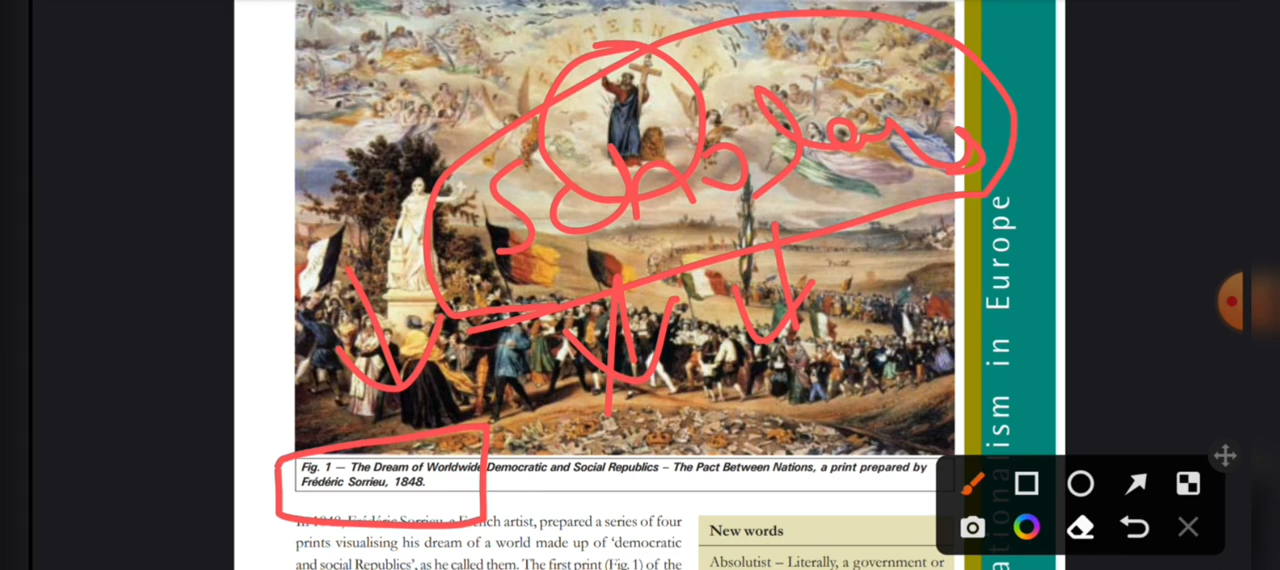 Fig. 1 — The Dream of Worldwide Democratic and Social Republics – The Pact Between Nations, a print prepared by
Frédéric Sorrieu, 1848.
In 1848, Frédéric Sorrieu, a French artist, prepared a series of four
prints visualising his dream of a world made up of ‘democratic
and social Republics’, as he called them. The first print (Fig. 1) of the
New words
Absolutist – Literally, a government or
ationalism in Europe